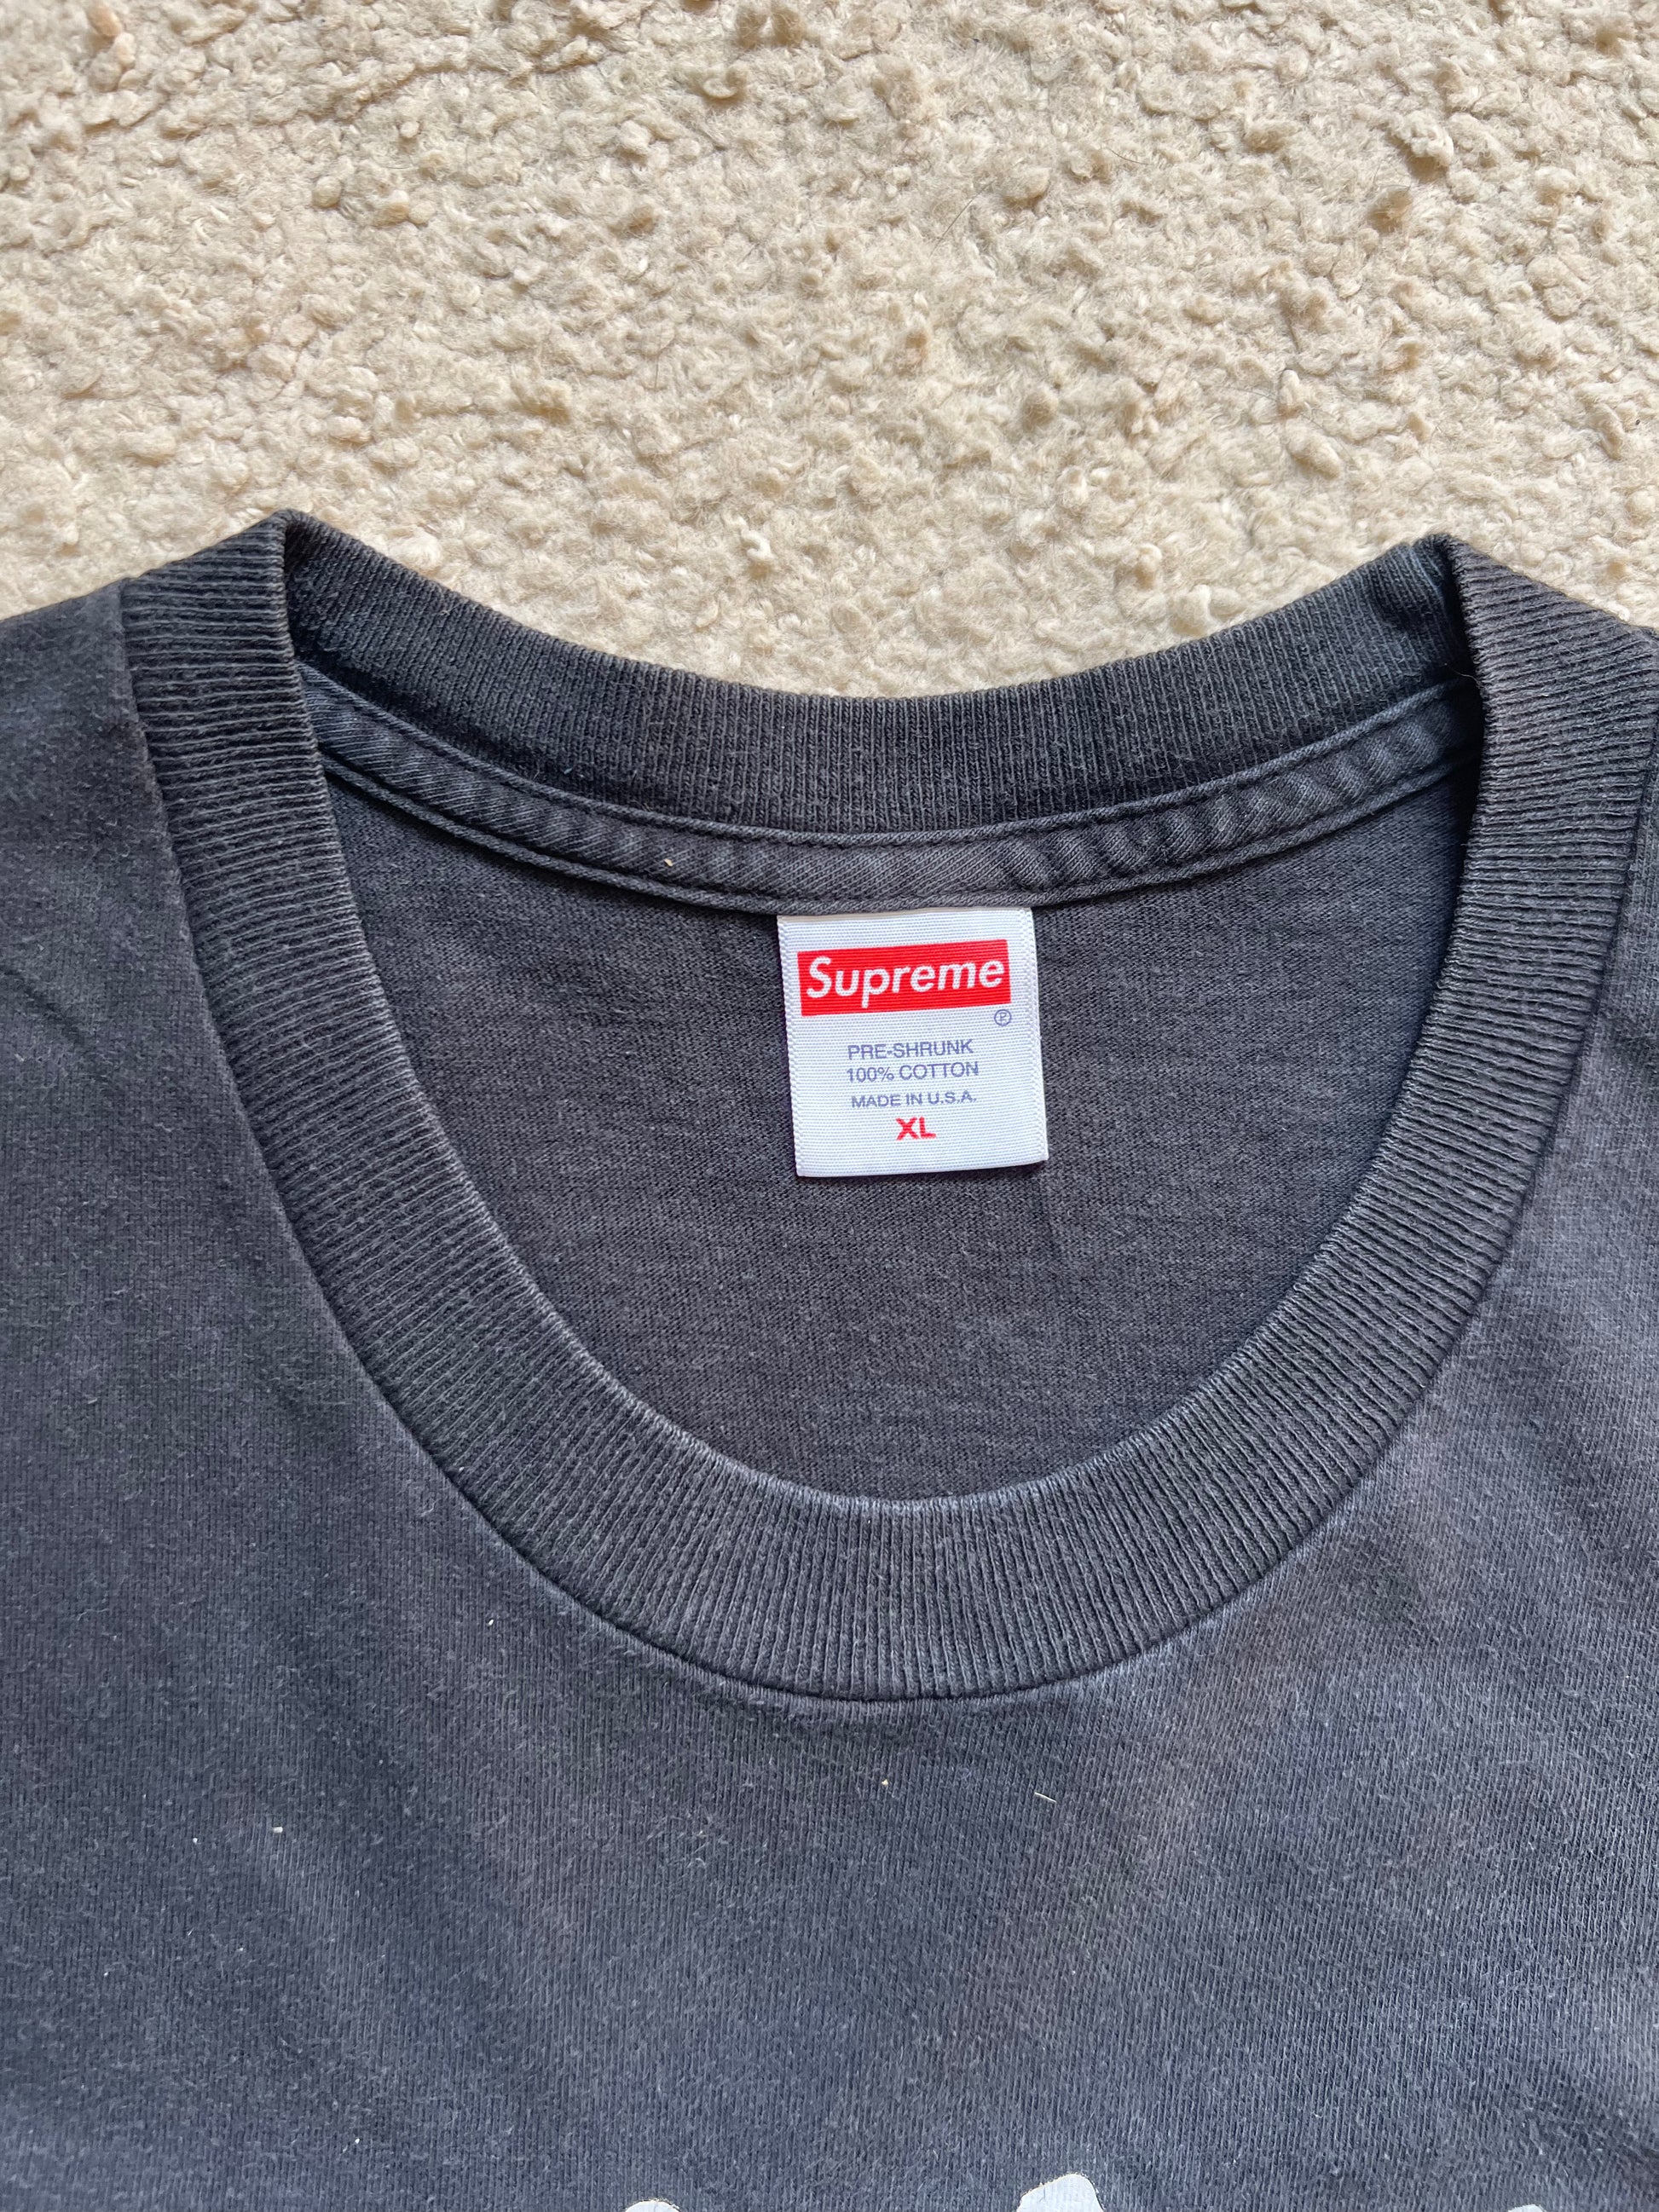 Supreme
Ⓟ
PRE-SHRUNK
100% COTTON
MADE IN U.S.A.
XL